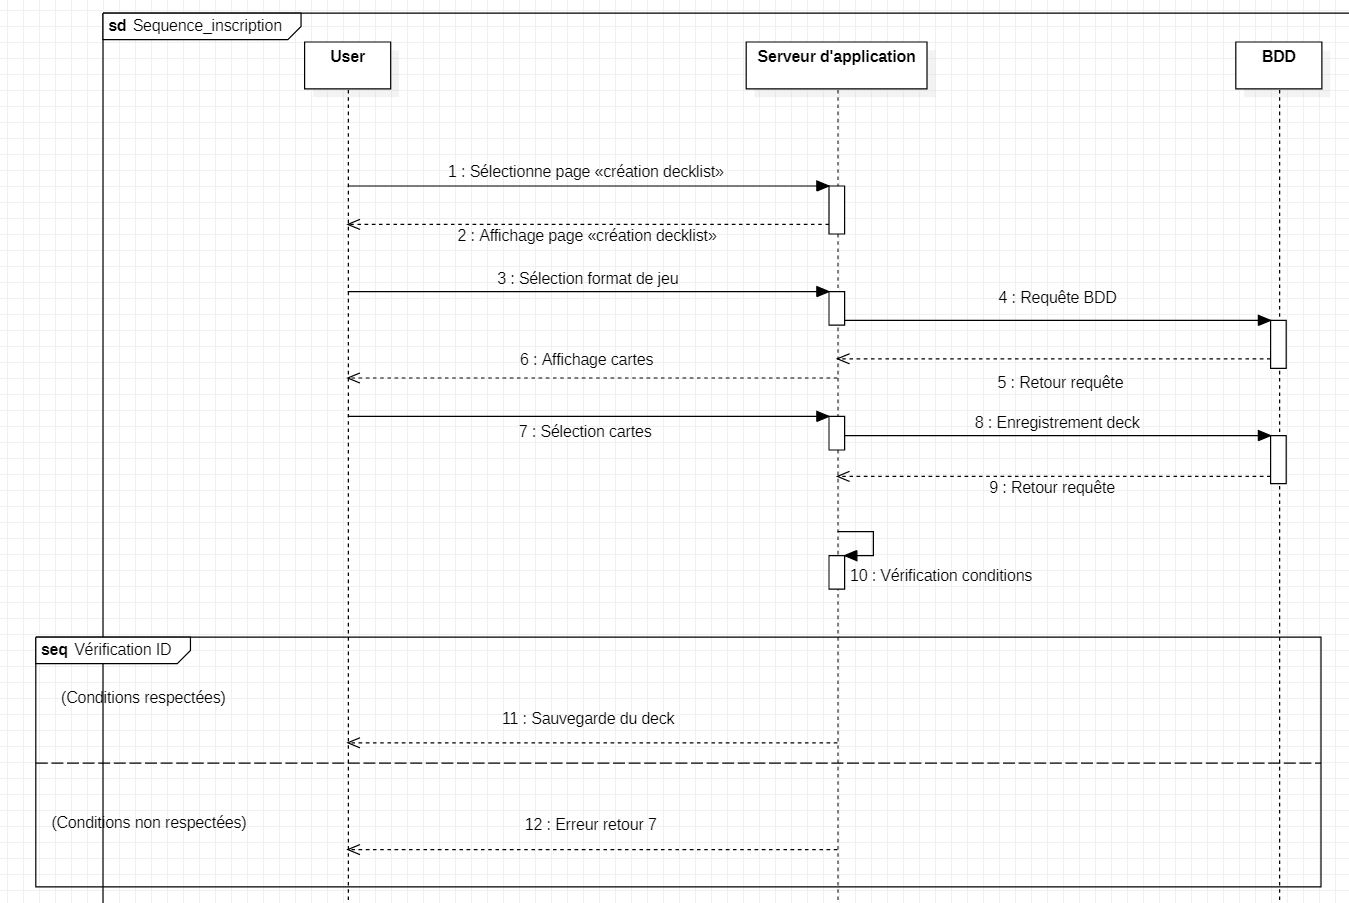 sd Sequence_inscription
User
Serveur d'application
BDD
1 : Sélectionne page «création decklist»
2 : Affichage page «création decklist»
3 : Sélection format de jeu
4 : Requête BDD
6 : Affichage cartes
5 : Retour requête
7 : Sélection cartes
8 : Enregistrement deck
9 : Retour requête
10 : Vérification conditions
seq Vérification ID
(Conditions respectées)
11 : Sauvegarde du deck
(Conditions non respectées)
12 : Erreur retour 7